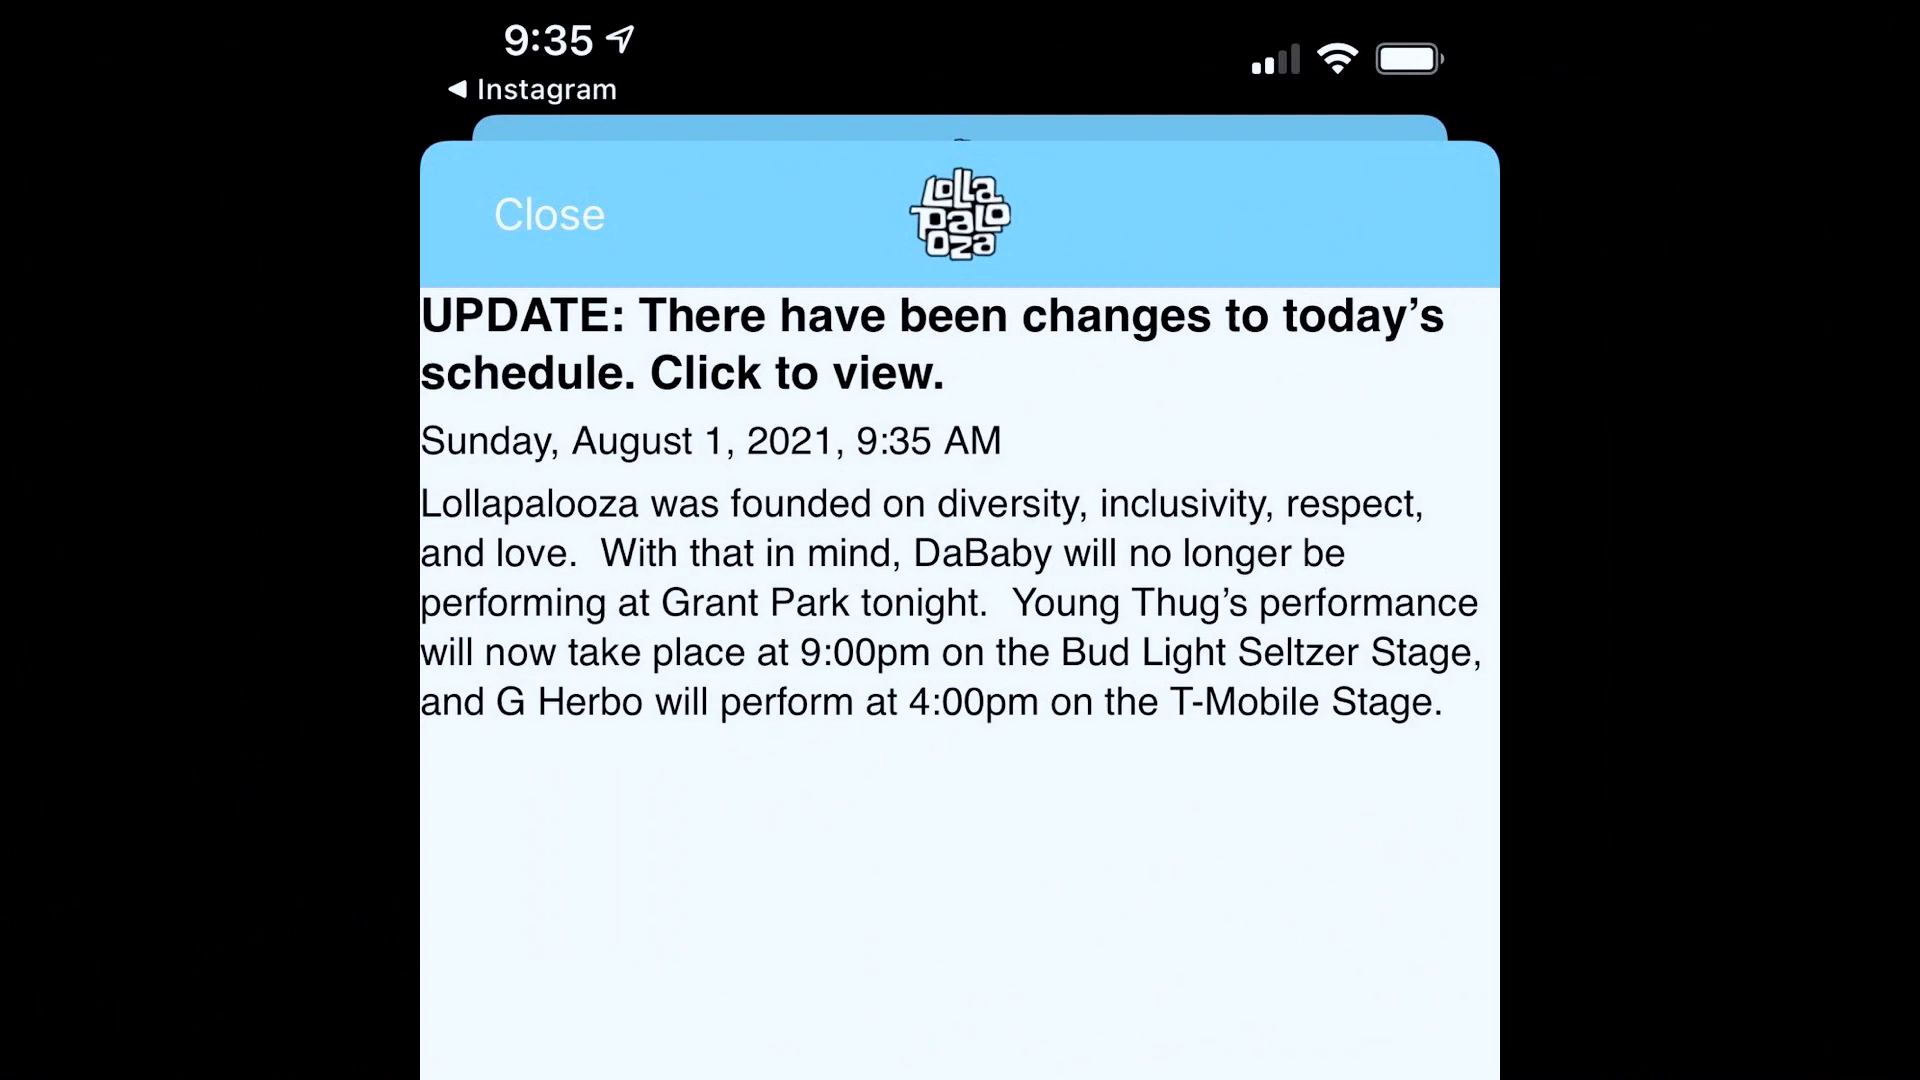 9:35
◀ Instagram
Close
Lolla
Palo
oza
UPDATE: There have been changes to today’s
schedule. Click to view.
Sunday, August 1, 2021, 9:35 AM
Lollapalooza was founded on diversity, inclusivity, respect,
and love.  With that in mind, DaBaby will no longer be
performing at Grant Park tonight.  Young Thug’s performance
will now take place at 9:00pm on the Bud Light Seltzer Stage,
and G Herbo will perform at 4:00pm on the T-Mobile Stage.